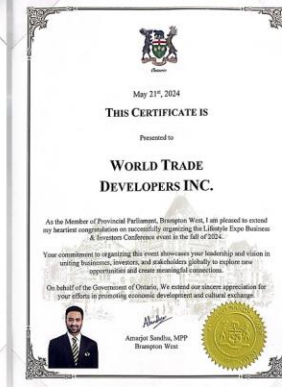 Ontario
May 21st, 2024
THIS CERTIFICATE IS
Presented to
WORLD TRADE
DEVELOPERS INC.
As the Member of Provincial Parliament, Brampton West, I am pleased to extend
my heartiest congratulation on successfully organizing the Lifestyle Expo Business
& Investors Conference event in the fall of 2024.
Your commitment to organizing this event showcases your leadership and vision in
uniting businesses, investors, and stakeholders globally to explore new
opportunities and create meaningful connections.
On behalf of the Government of Ontario, We extend our sincere appreciation for
your efforts in promoting economic development and cultural exchange.
Amarjot Sandhu, MPP
Brampton West